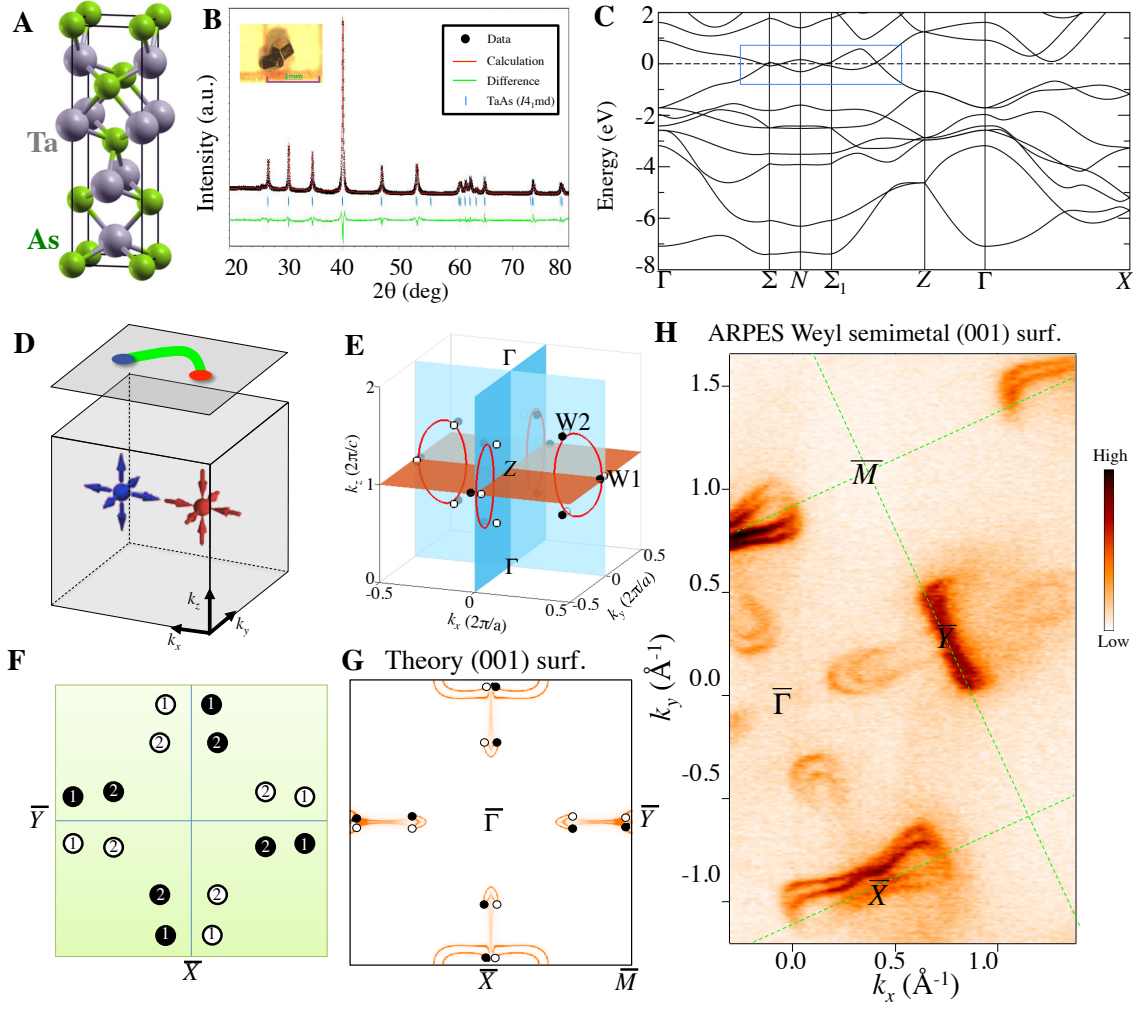 A
Ta
As
B
Intensity (a.u.)
1mm
Data
Calculation
Difference
TaAs (I4₁md)
20 30 40 50 60 70 80
2θ (deg)
C
Energy (eV)
2
0
-2
-4
-6
-8
Γ Σ N Σ₁ Z Γ X
D
k_z
k_y
k_x
E
k_z (2π/c)
2
1
0
Γ
W2
Z
W1
Γ
-0.5 0 0.5
k_x (2π/a)
-0.5 0 0.5
k_y (2π/a)
F
1 1
2 2
1 2 2 1
Y̅
1 2 2 1
2 2
1 1
X̅
G Theory (001) surf.
Γ̅
Y̅
X̅ M̅
H ARPES Weyl semimetal (001) surf.
1.5
1.0
0.5
0.0
-0.5
-1.0
k_y (Å⁻¹)
M̅
Y̅
Γ̅
X̅
0.0 0.5 1.0
k_x (Å⁻¹)
High
Low